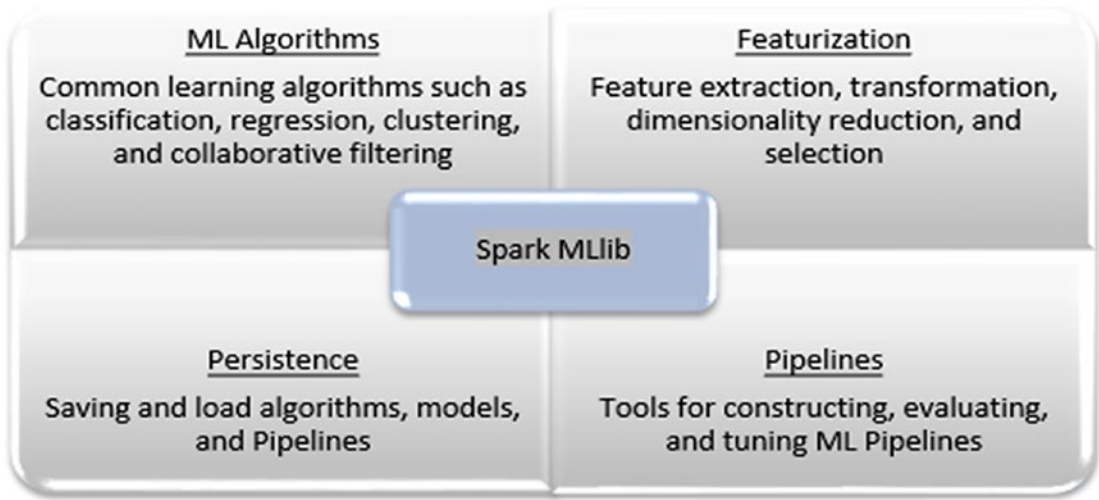 ML Algorithms
Common learning algorithms such as
classification, regression, clustering,
and collaborative filtering
Featurization
Feature extraction, transformation,
dimensionality reduction, and
selection
Spark MLlib
Persistence
Saving and load algorithms, models,
and Pipelines
Pipelines
Tools for constructing, evaluating,
and tuning ML Pipelines